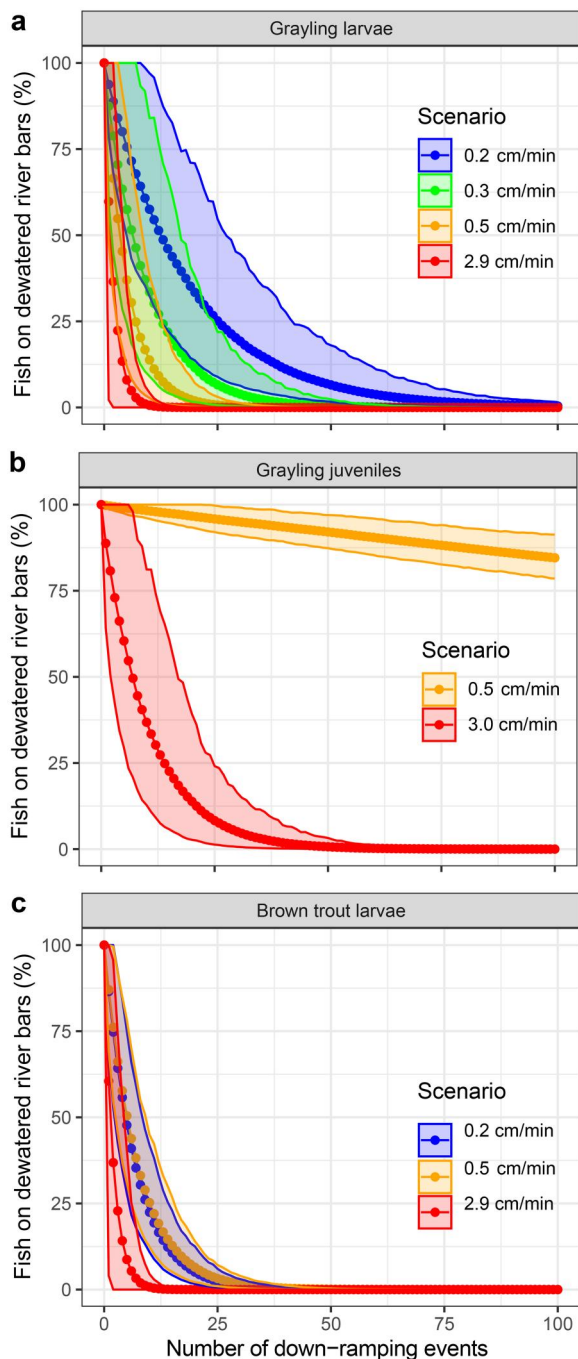 a
Grayling larvae
Fish on dewatered river bars (%)
100
75
50
25
0
Scenario
0.2 cm/min
0.3 cm/min
0.5 cm/min
2.9 cm/min
b
Grayling juveniles
Fish on dewatered river bars (%)
100
75
50
25
0
Scenario
0.5 cm/min
3.0 cm/min
c
Brown trout larvae
Fish on dewatered river bars (%)
100
75
50
25
0
Scenario
0.2 cm/min
0.5 cm/min
2.9 cm/min
0 25 50 75 100
Number of down−ramping events